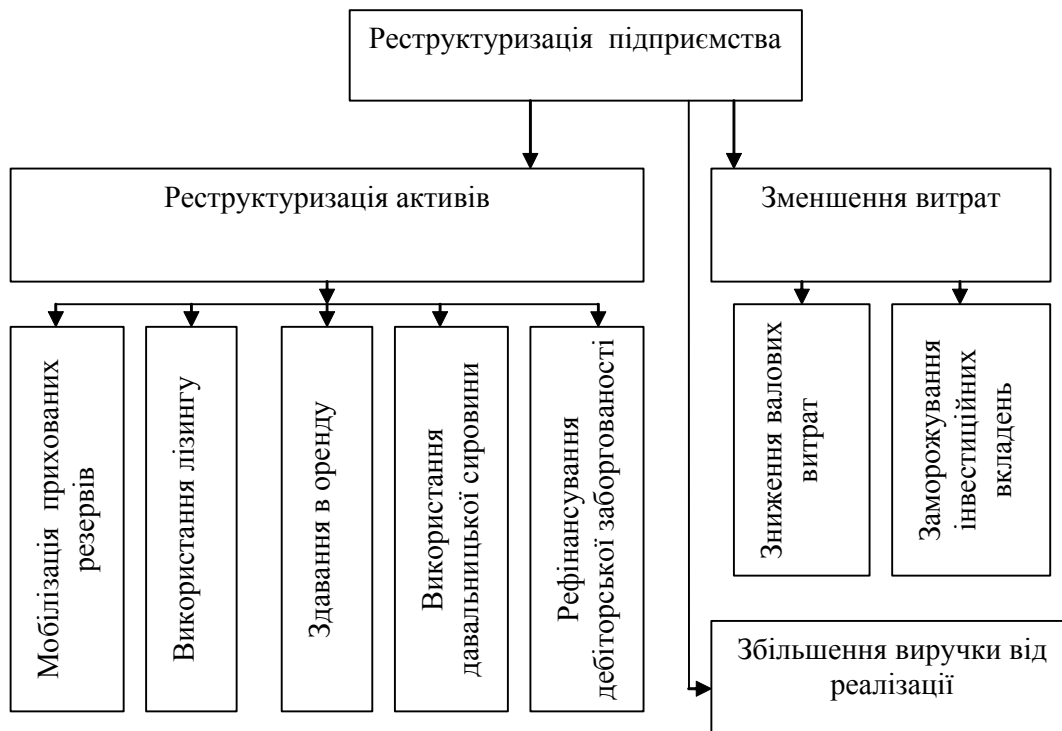 Реструктуризація підприємства
Реструктуризація активів
Зменшення витрат
Мобілізація прихованих
резервів
Використання лізингу
Здавання в оренду
Використання
давальницької сировини
Рефінансування
дебіторської заборгованості
Зниження валових
витрат
Заморожування
інвестиційних
вкладень
Збільшення виручки від
реалізації